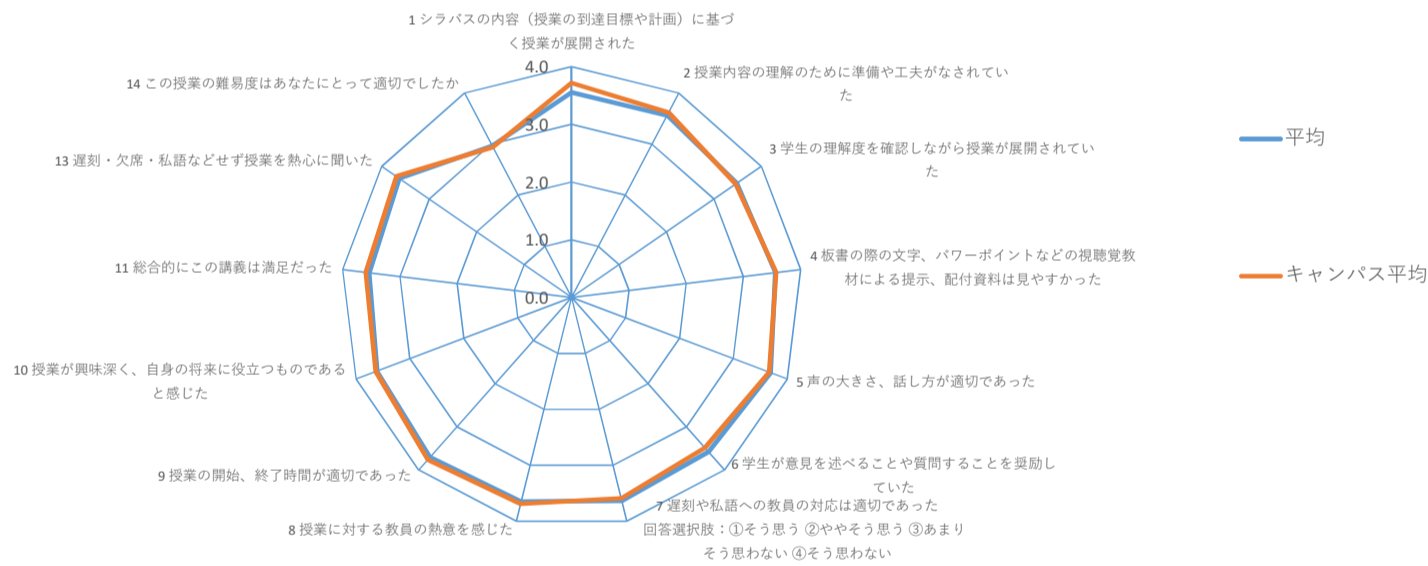 1 シラバスの内容（授業の到達目標や計画）に基づ
く授業が展開された
2 授業内容の理解のために準備や工夫がなされてい
た
3 学生の理解度を確認しながら授業が展開されてい
た
4 板書の際の文字、パワーポイントなどの視聴覚教
材による提示、配付資料は見やすかった
5 声の大きさ、話し方が適切であった
6 学生が意見を述べることや質問することを奨励し
ていた
7 遅刻や私語への教員の対応は適切であった
回答選択肢：①そう思う ②ややそう思う ③あまり
そう思わない ④そう思わない
8 授業に対する教員の熱意を感じた
9 授業の開始、終了時間が適切であった
10 授業が興味深く、自身の将来に役立つものである
と感じた
11 総合的にこの講義は満足だった
13 遅刻・欠席・私語などせず授業を熱心に聞いた
14 この授業の難易度はあなたにとって適切でしたか
4.0
3.0
2.0
1.0
0.0
平均
キャンパス平均